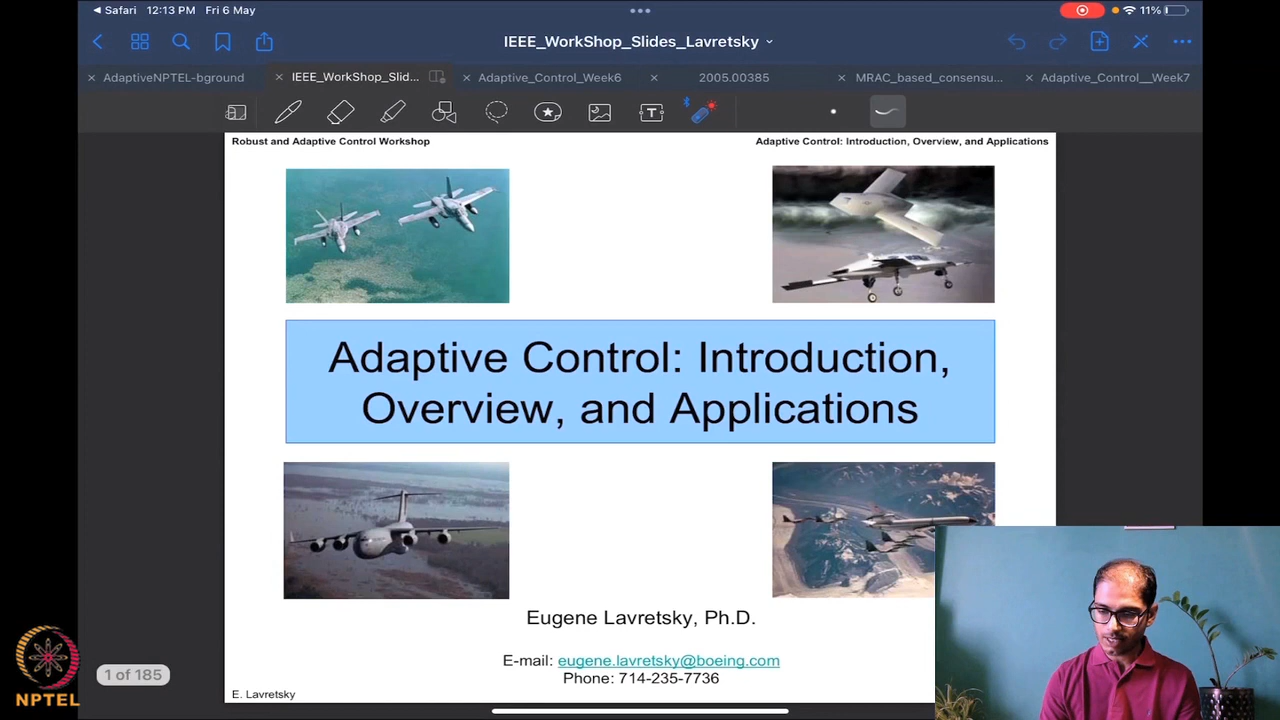 Safari 12:13 PM Fri 6 May
11%
IEEE_WorkShop_Slides_Lavretsky
AdaptiveNPTEL-bground IEEE_WorkShop_Slid... Adaptive_Control_Week6 2005.00385 MRAC_based_consensu... Adaptive_Control__Week7
Robust and Adaptive Control Workshop Adaptive Control: Introduction, Overview, and Applications
Adaptive Control: Introduction,
Overview, and Applications
Eugene Lavretsky, Ph.D.
E-mail: eugene.lavretsky@boeing.com
Phone: 714-235-7736
1 of 185
E. Lavretsky
NPTEL